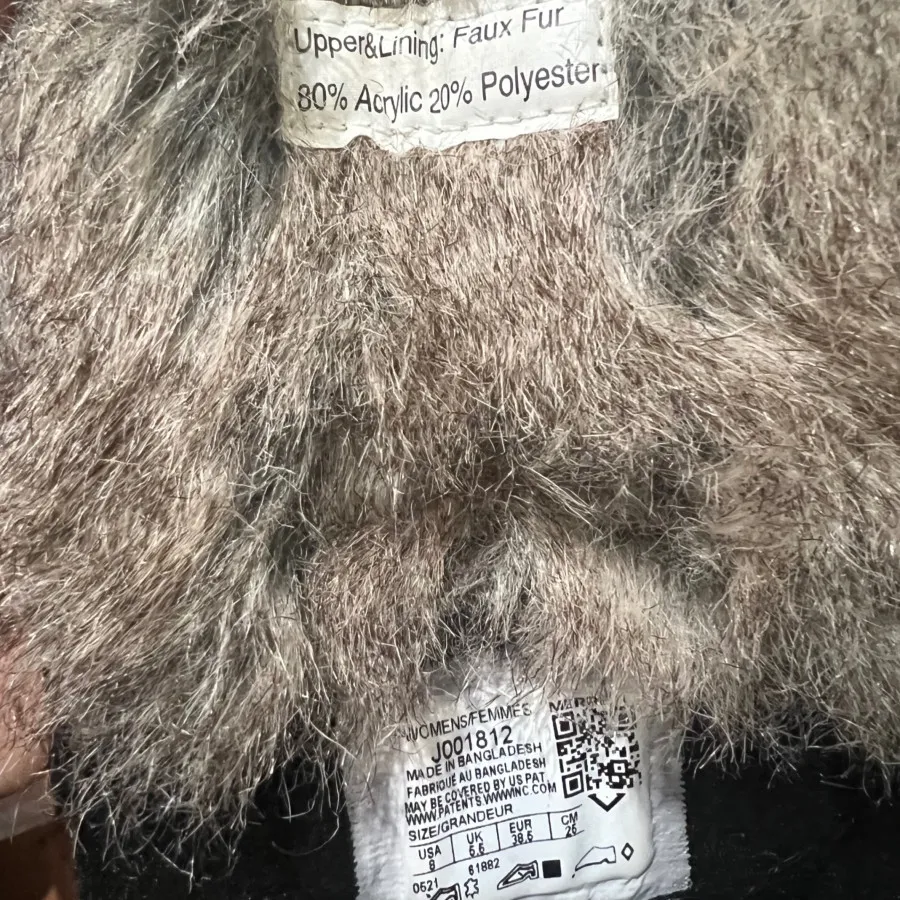 Upper&Lining: Faux Fur
80% Acrylic 20% Polyester
WOMENS/FEMMES
J001812
MADE IN BANGLADESH
FABRIQUÉ AU BANGLADESH
MAY BE COVERED BY US PAT.
WWW.PATENTS.WWWINC.COM
SIZE/GRANDEUR
USA UK EUR CM
8 5.5 38.5 25
0521 61882